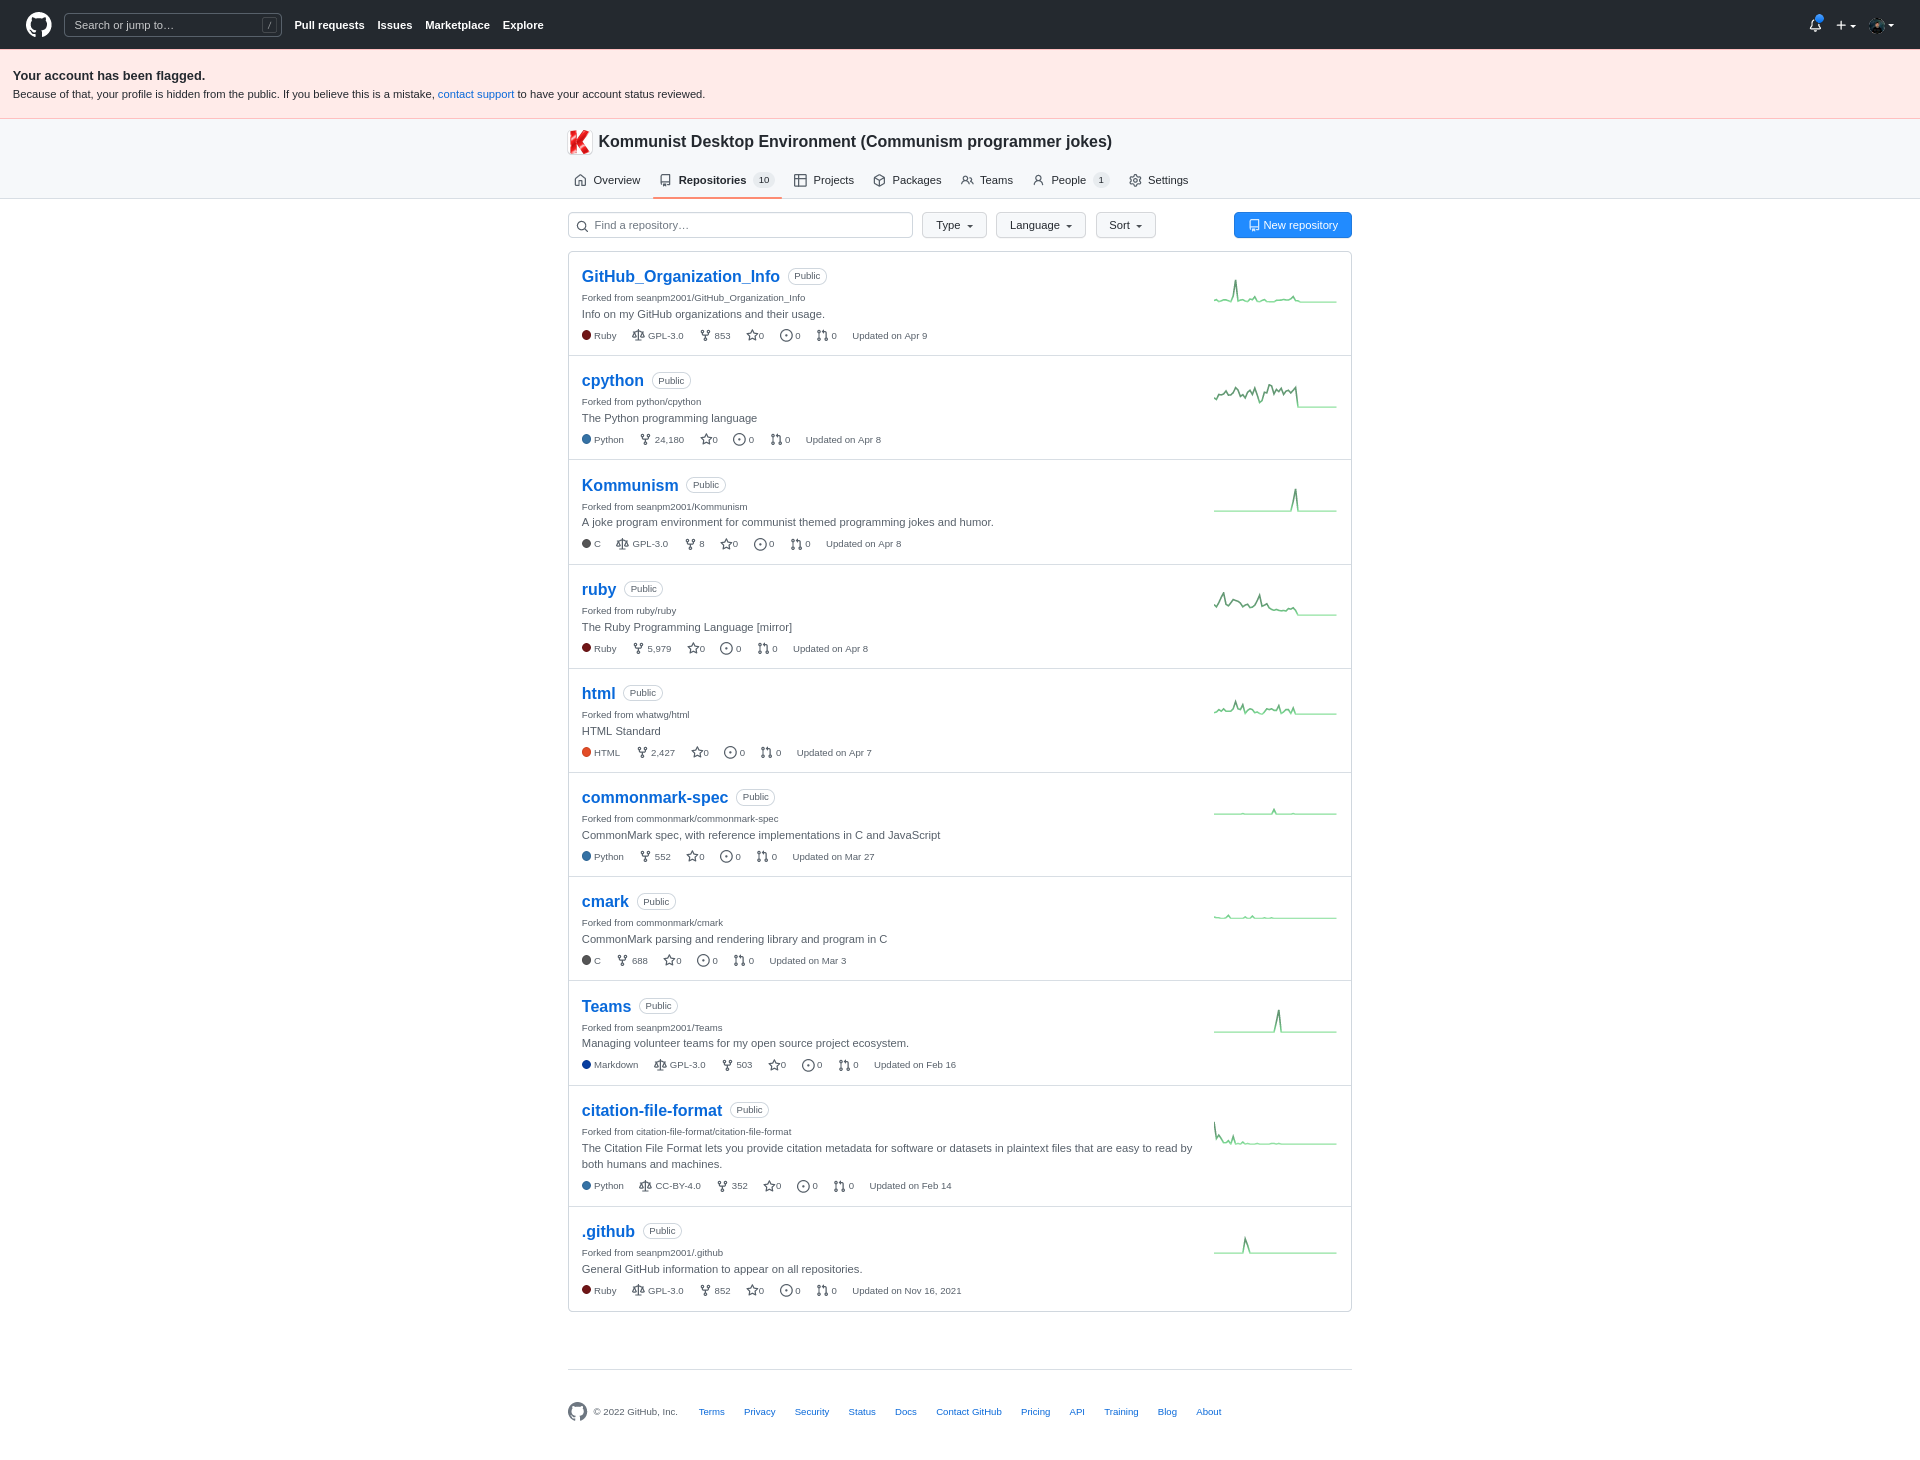 Search or jump to… /
Pull requests Issues Marketplace Explore
Your account has been flagged.
Because of that, your profile is hidden from the public. If you believe this is a mistake, contact support to have your account status reviewed.
Kommunist Desktop Environment (Communism programmer jokes)
Overview Repositories 10 Projects Packages Teams People 1 Settings
Find a repository… Type Language Sort New repository
GitHub_Organization_Info Public
Forked from seanpm2001/GitHub_Organization_Info
Info on my GitHub organizations and their usage.
Ruby GPL-3.0 853 0 0 0 Updated on Apr 9
cpython Public
Forked from python/cpython
The Python programming language
Python 24,180 0 0 0 Updated on Apr 8
Kommunism Public
Forked from seanpm2001/Kommunism
A joke program environment for communist themed programming jokes and humor.
C GPL-3.0 8 0 0 0 Updated on Apr 8
ruby Public
Forked from ruby/ruby
The Ruby Programming Language [mirror]
Ruby 5,979 0 0 0 Updated on Apr 8
html Public
Forked from whatwg/html
HTML Standard
HTML 2,427 0 0 0 Updated on Apr 7
commonmark-spec Public
Forked from commonmark/commonmark-spec
CommonMark spec, with reference implementations in C and JavaScript
Python 552 0 0 0 Updated on Mar 27
cmark Public
Forked from commonmark/cmark
CommonMark parsing and rendering library and program in C
C 688 0 0 0 Updated on Mar 3
Teams Public
Forked from seanpm2001/Teams
Managing volunteer teams for my open source project ecosystem.
Markdown GPL-3.0 503 0 0 0 Updated on Feb 16
citation-file-format Public
Forked from citation-file-format/citation-file-format
The Citation File Format lets you provide citation metadata for software or datasets in plaintext files that are easy to read by
both humans and machines.
Python CC-BY-4.0 352 0 0 0 Updated on Feb 14
.github Public
Forked from seanpm2001/.github
General GitHub information to appear on all repositories.
Ruby GPL-3.0 852 0 0 0 Updated on Nov 16, 2021
© 2022 GitHub, Inc. Terms Privacy Security Status Docs Contact GitHub Pricing API Training Blog About